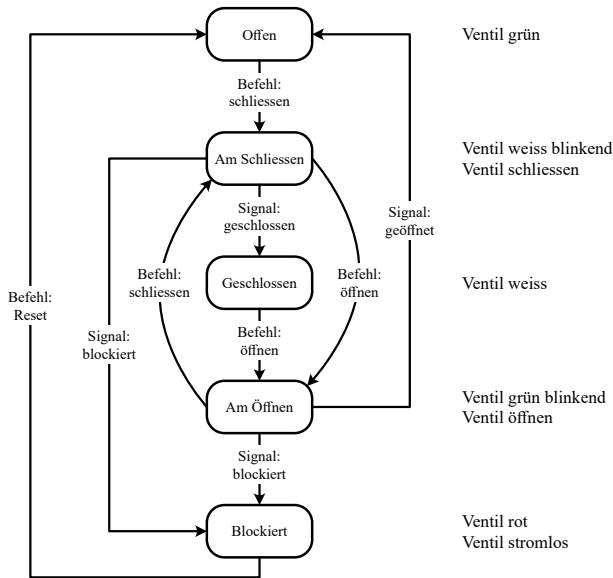 Offen
Ventil grün
Befehl:
schliessen
Am Schliessen
Ventil weiss blinkend
Ventil schliessen
Signal:
geschlossen
Signal:
geöffnet
Befehl:
schliessen
Geschlossen
Befehl:
öffnen
Ventil weiss
Befehl:
Reset
Signal:
blockiert
Befehl:
öffnen
Am Öffnen
Ventil grün blinkend
Ventil öffnen
Signal:
blockiert
Blockiert
Ventil rot
Ventil stromlos